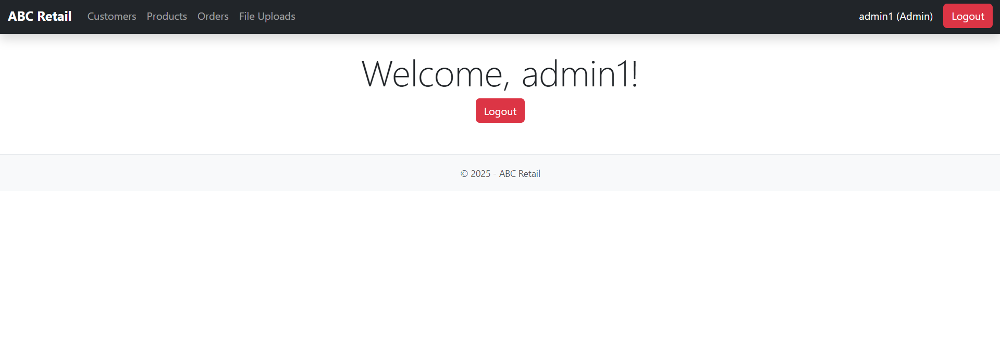 ABC Retail Customers Products Orders File Uploads admin1 (Admin) Logout
Welcome, admin1!
Logout
© 2025 - ABC Retail